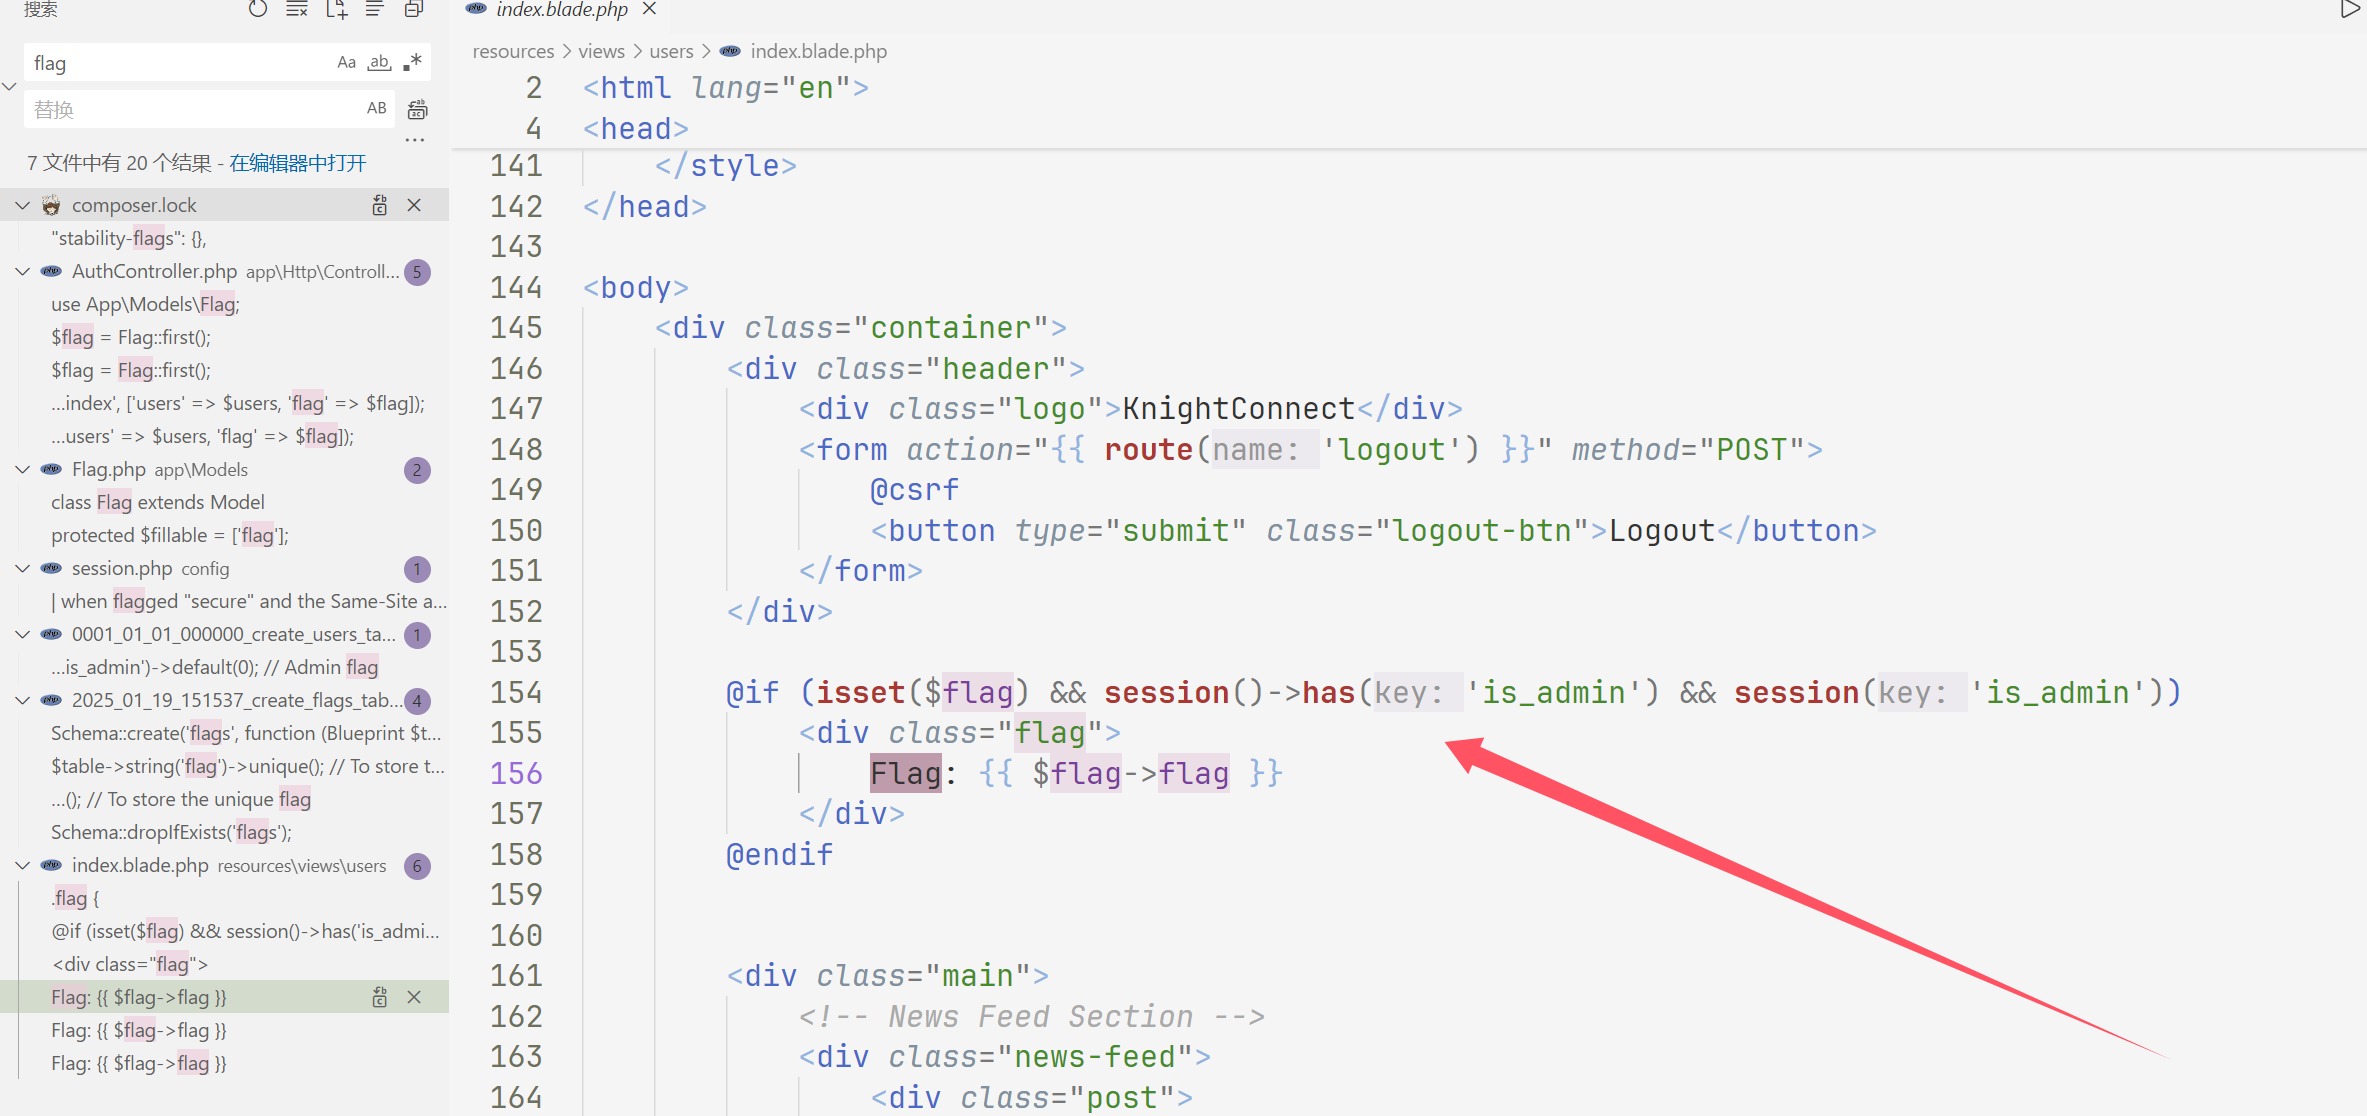 搜索
flag
Aa ab .*
替换
AB
7 文件中有 20 个结果 - 在编辑器中打开
composer.lock
"stability-flags": {},
AuthController.php app\Http\Controll... 5
use App\Models\Flag;
$flag = Flag::first();
$flag = Flag::first();
...index', ['users' => $users, 'flag' => $flag]);
...users' => $users, 'flag' => $flag]);
Flag.php app\Models 2
class Flag extends Model
protected $fillable = ['flag'];
session.php config 1
| when flagged "secure" and the Same-Site a...
0001_01_01_000000_create_users_ta... 1
...is_admin')->default(0); // Admin flag
2025_01_19_151537_create_flags_tab... 4
Schema::create('flags', function (Blueprint $t...
$table->string('flag')->unique(); // To store t...
...(); // To store the unique flag
Schema::dropIfExists('flags');
index.blade.php resources\views\users 6
.flag {
@if (isset($flag) && session()->has('is_admi...
<div class="flag">
Flag: {{ $flag->flag }}
Flag: {{ $flag->flag }}
Flag: {{ $flag->flag }}
index.blade.php
resources > views > users > index.blade.php
2 <html lang="en">
4 <head>
141 </style>
142 </head>
143
144 <body>
145 <div class="container">
146 <div class="header">
147 <div class="logo">KnightConnect</div>
148 <form action="{{ route(name: 'logout') }}" method="POST">
149 @csrf
150 <button type="submit" class="logout-btn">Logout</button>
151 </form>
152 </div>
153
154 @if (isset($flag) && session()->has(key: 'is_admin') && session(key: 'is_admin'))
155 <div class="flag">
156 Flag: {{ $flag->flag }}
157 </div>
158 @endif
159
160
161 <div class="main">
162 <!-- News Feed Section -->
163 <div class="news-feed">
164 <div class="post">